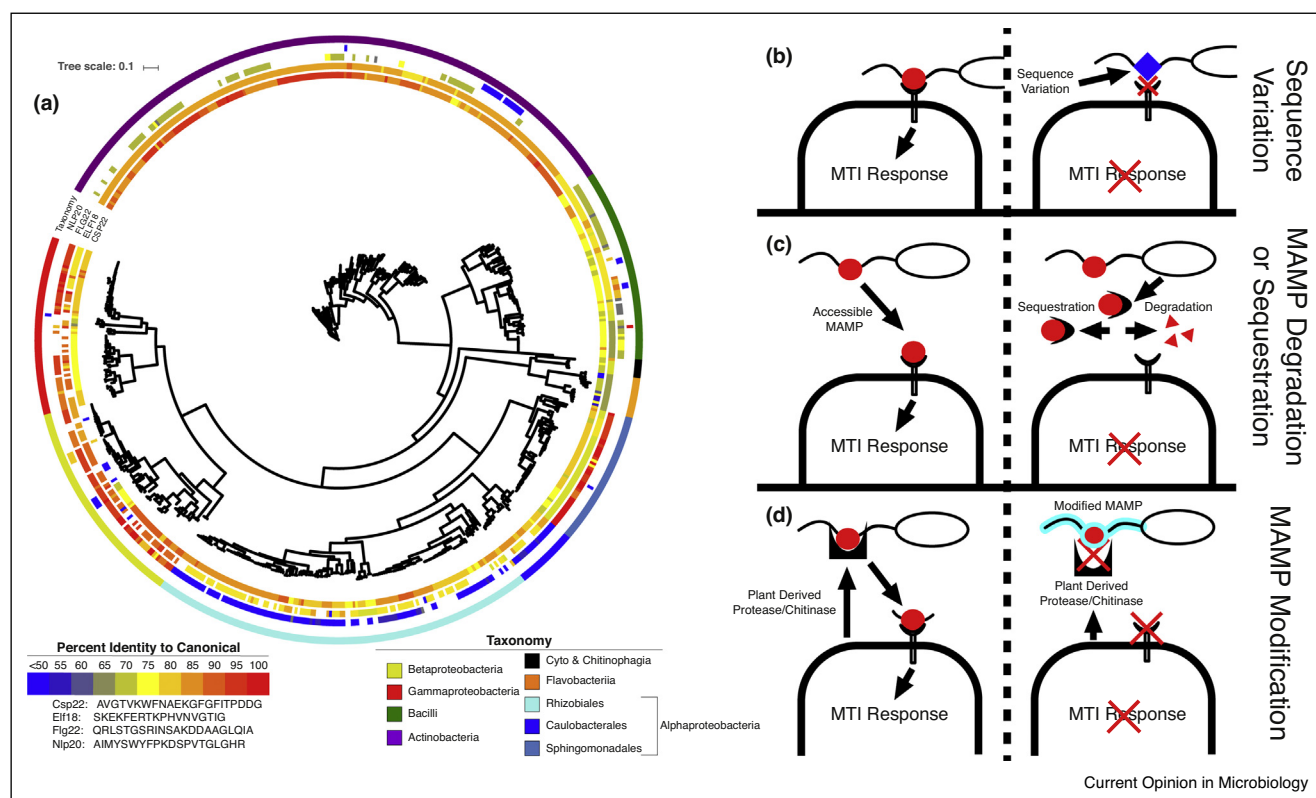 Tree scale: 0.1
(a)
Taxonomy
NLP20
FLG22
ELF18
CSP22
Percent Identity to Canonical
<50 55 60 65 70 75 80 85 90 95 100
Csp22: AVGTVKWFNAEKGFGFITPDDG
Elf18: SKEKFERTKPHVNVGTIG
Flg22: QRLSTGSRINSAKDDAAGLQIA
Nlp20: AIMYSWYFPKDSPVTGLGHR
Taxonomy
Betaproteobacteria
Gammaproteobacteria
Bacilli
Actinobacteria
Cyto & Chitinophagia
Flavobacteriia
Rhizobiales
Caulobacterales
Sphingomonadales
Alphaproteobacteria
(b)
MTI Response
Sequence
Variation
MTI Response
Sequence
Variation
(c)
Accessible
MAMP
MTI Response
Sequestration
Degradation
MTI Response
MAMP Degradation
or Sequestration
(d)
Plant Derived
Protease/Chitinase
MTI Response
Modified MAMP
Plant Derived
Protease/Chitinase
MTI Response
MAMP Modification
Current Opinion in Microbiology